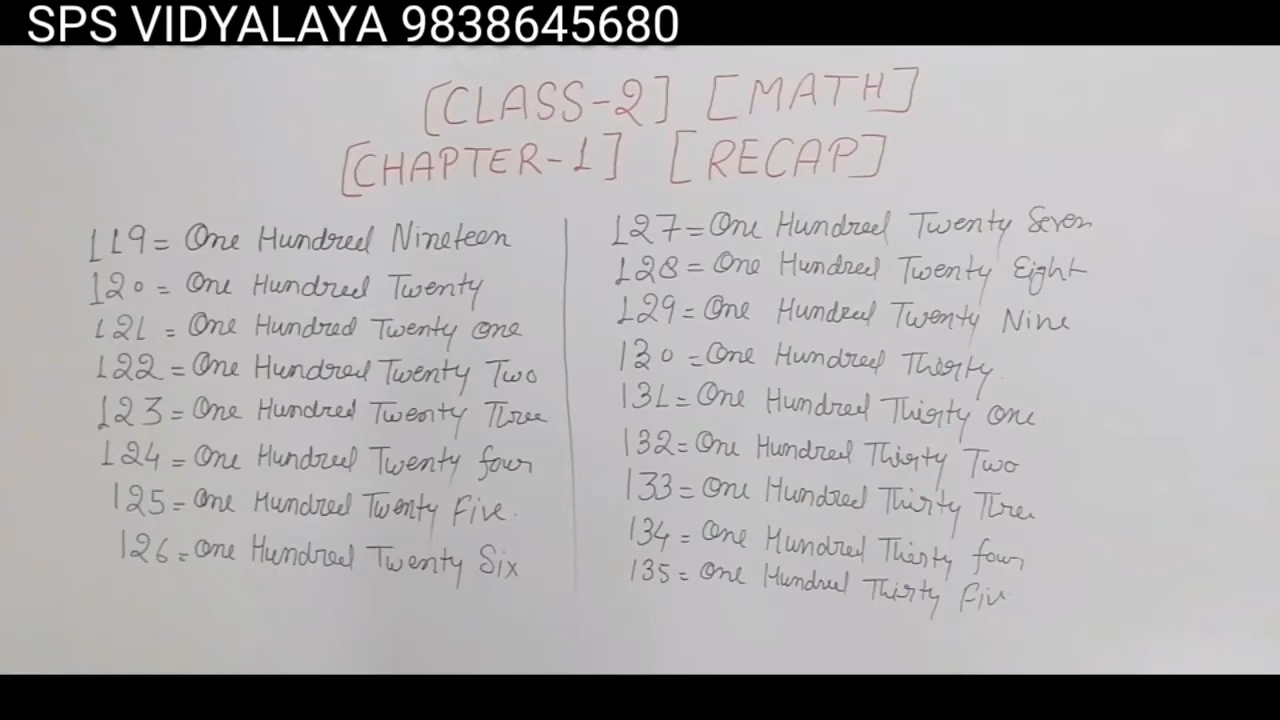 SPS VIDYALAYA 9838645680
[CLASS-2] [MATH]
[CHAPTER-1] [RECAP]
119 = One Hundred Nineteen
120 = One Hundred Twenty
121 = One Hundred Twenty one
122 = One Hundred Twenty Two
123 = One Hundred Twenty Three
124 = One Hundred Twenty four
125 = One Hundred Twenty Five.
126 = One Hundred Twenty Six
127 = One Hundred Twenty Seven
128 = One Hundred Twenty Eight
129 = One Hundred Twenty Nine
130 = One Hundred Thirty
131 = One Hundred Thirty one
132 = One Hundred Thirty Two
133 = One Hundred Thirty Three
134 = One Hundred Thirty four
135 = One Hundred Thirty Five